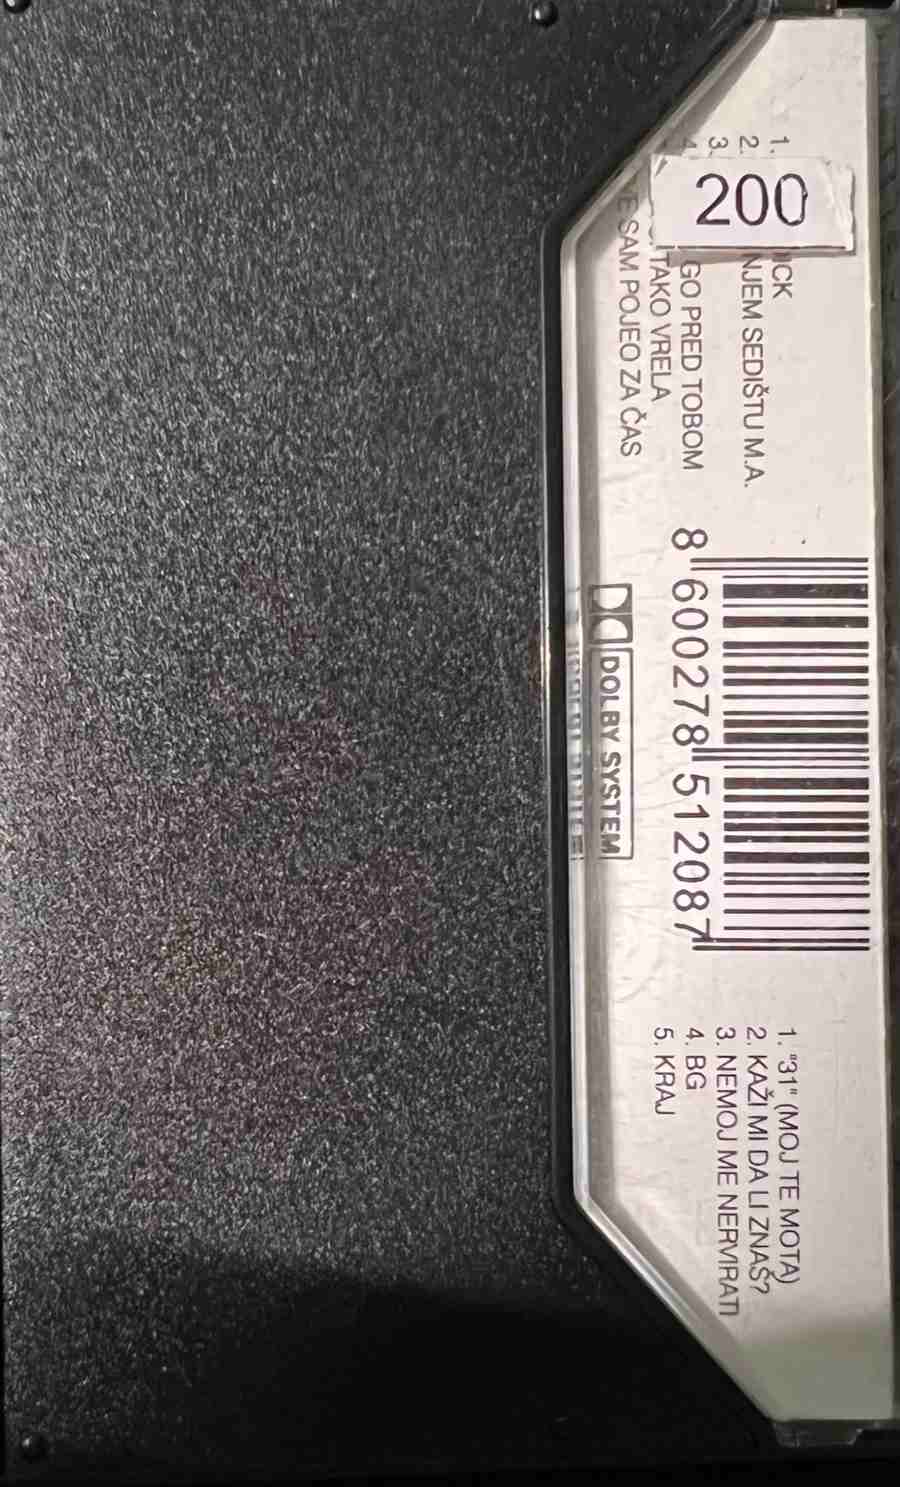 200
1.
2.
3.
4.
ICK
NJEM SEDIŠTU M.A.
GO PRED TOBOM
TAKO VRELA
E SAM POJEO ZA ČAS
8 600278 512087
DOLBY SYSTEM
1. "31" (MOJ TE MOTA)
2. KAŽI MI DA LI ZNAŠ?
3. NEMOJ ME NERVIRATI
4. BG
5. KRAJ